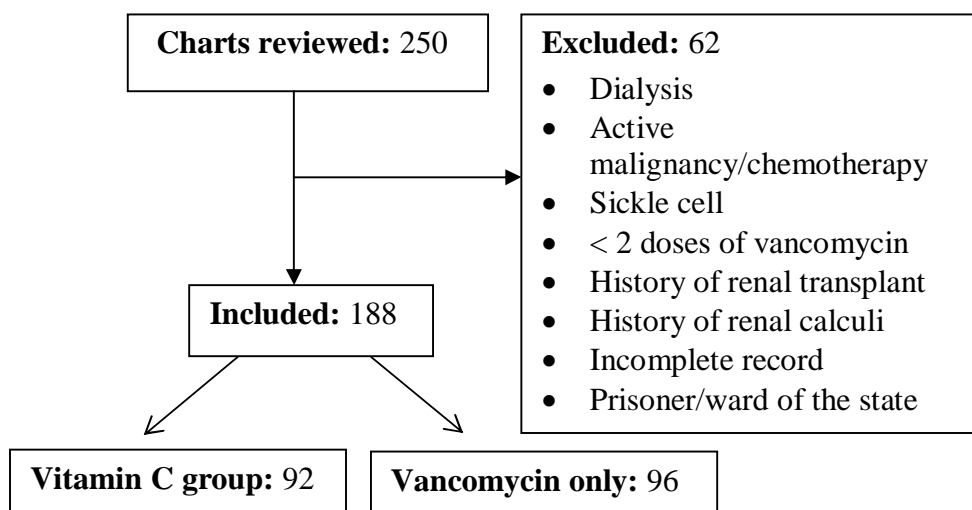 Charts reviewed: 250
Excluded: 62
• Dialysis
• Active
malignancy/chemotherapy
• Sickle cell
• < 2 doses of vancomycin
• History of renal transplant
• History of renal calculi
• Incomplete record
• Prisoner/ward of the state
Included: 188
Vitamin C group: 92
Vancomycin only: 96